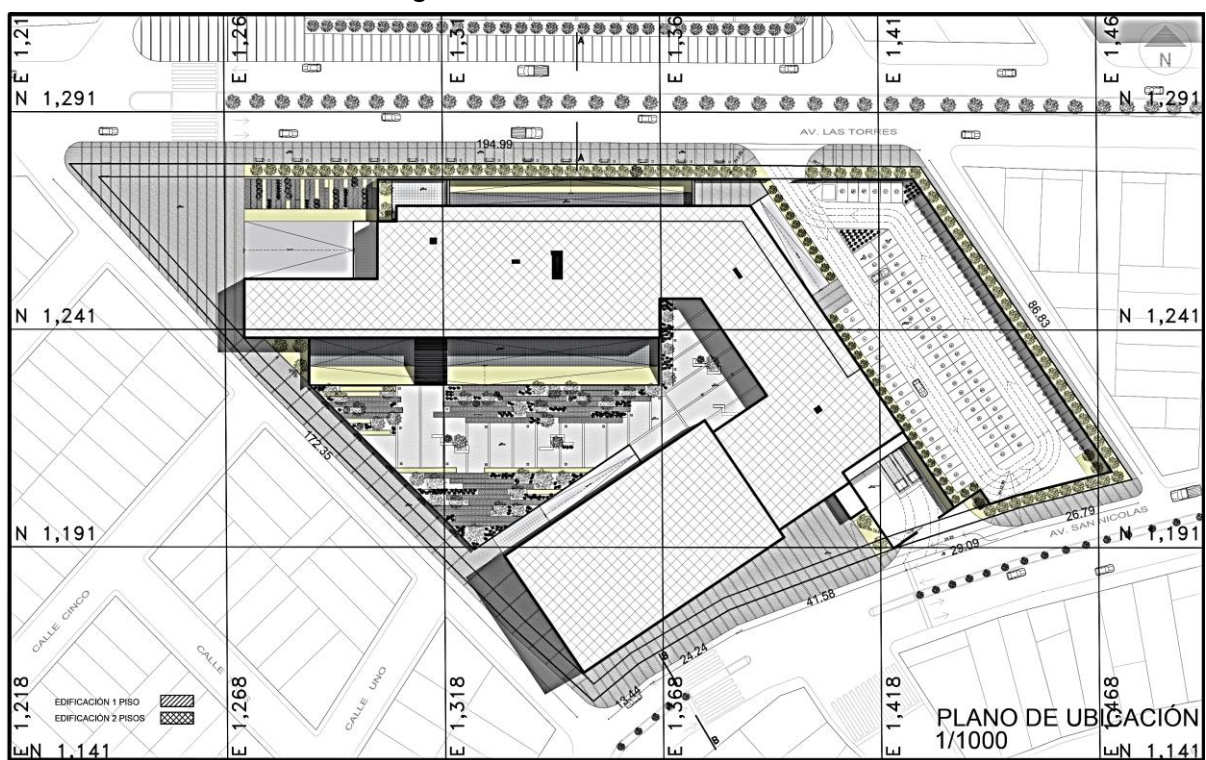 E 1,21
E 1,26
E 1,31
E 1,36
E 1,41
E 1,46
N
A
N 1,291
N 1,291
AV. LAS TORRES
194.99
A
N 1,241
N 1,241
86.83
172.35
N 1,191
26.79
AV. SAN NICOLAS
N 1,191
29.09
41.58
CALLE CINCO
CALLE
CALLE UNO
B
24.24
13.44
B
EDIFICACIÓN 1 PISO
EDIFICACIÓN 2 PISOS
E 1,218
E 1,268
E 1,318
E 1,368
E 1,418
E 1,468
PLANO DE UBICACIÓN
1/1000
N 1,141
N 1,141